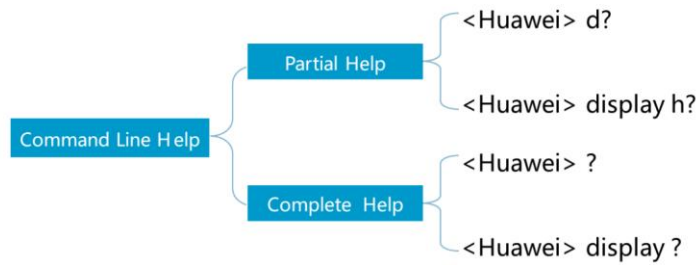 <Huawei> d?
Partial Help
<Huawei> display h?
Command Line Help
<Huawei> ?
Complete Help
<Huawei> display ?